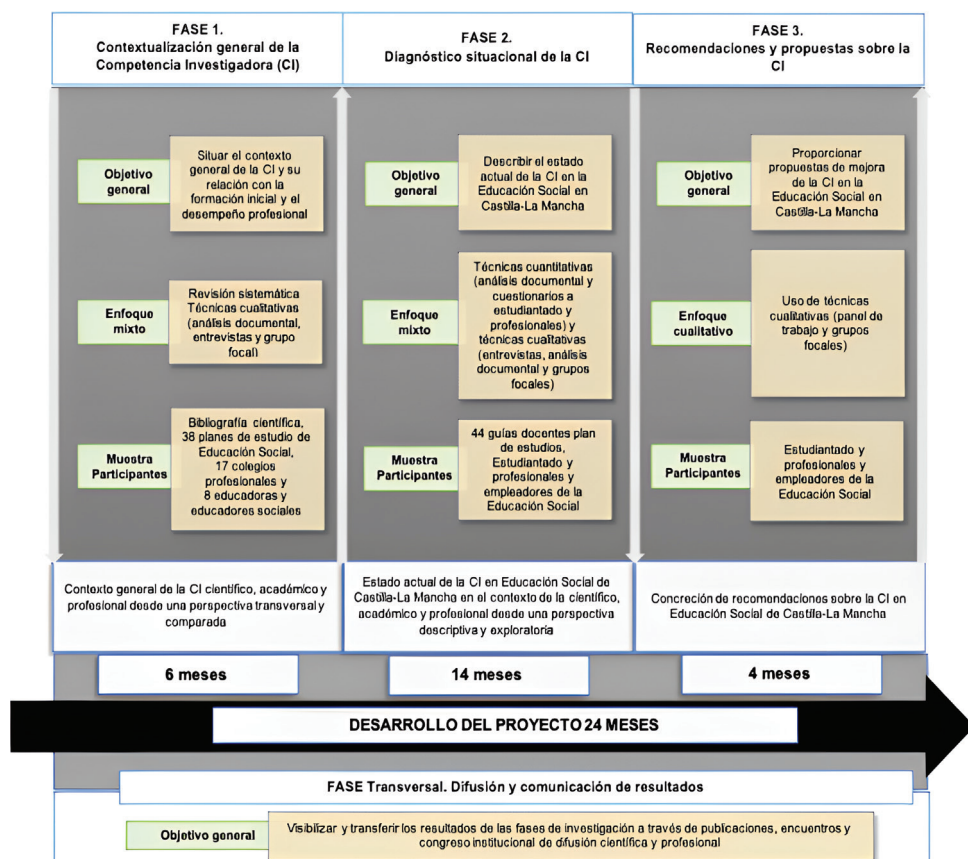 FASE 1.
Contextualización general de la
Competencia Investigadora (CI)
FASE 2.
Diagnóstico situacional de la CI
FASE 3.
Recomendaciones y propuestas sobre la
CI
Objetivo
general
Situar el contexto
general de la CI y su
relación con la
formación inicial y el
desempeño profesional
Enfoque
mixto
Revisión sistemática
Técnicas cualitativas
(análisis documental,
entrevistas y grupo
focal)
Muestra
Participantes
Bibliografía científica,
38 planes de estudio de
Educación Social,
17 colegios
profesionales y
8 educadoras y
educadores sociales
Objetivo
general
Describir el estado
actual de la CI en la
Educación Social en
Castilla-La Mancha
Enfoque
mixto
Técnicas cuantitativas
(análisis documental y
cuestionarios a
estudiantado y
profesionales) y
técnicas cualitativas
(entrevistas, análisis
documental y grupos
focales)
Muestra
Participantes
44 guías docentes plan
de estudios,
Estudiantado y
profesionales y
empleadores de la
Educación Social
Objetivo
general
Proporcionar
propuestas de mejora
de la CI en la
Educación Social en
Castilla-La Mancha
Enfoque
cualitativo
Uso de técnicas
cualitativas (panel de
trabajo y grupos
focales)
Muestra
Participantes
Estudiantado y
profesionales y
empleadores de la
Educación Social
Contexto general de la CI científico, académico y
profesional desde una perspectiva transversal y
comparada
Estado actual de la CI en Educación Social de
Castilla-La Mancha en el contexto de la científico,
académico y profesional desde una perspectiva
descriptiva y exploratoria
Concreción de recomendaciones sobre la CI en
Educación Social de Castilla-La Mancha
6 meses
14 meses
4 meses
DESARROLLO DEL PROYECTO 24 MESES
FASE Transversal. Difusión y comunicación de resultados
Objetivo general
Visibilizar y transferir los resultados de las fases de investigación a través de publicaciones, encuentros y
congreso institucional de difusión científica y profesional